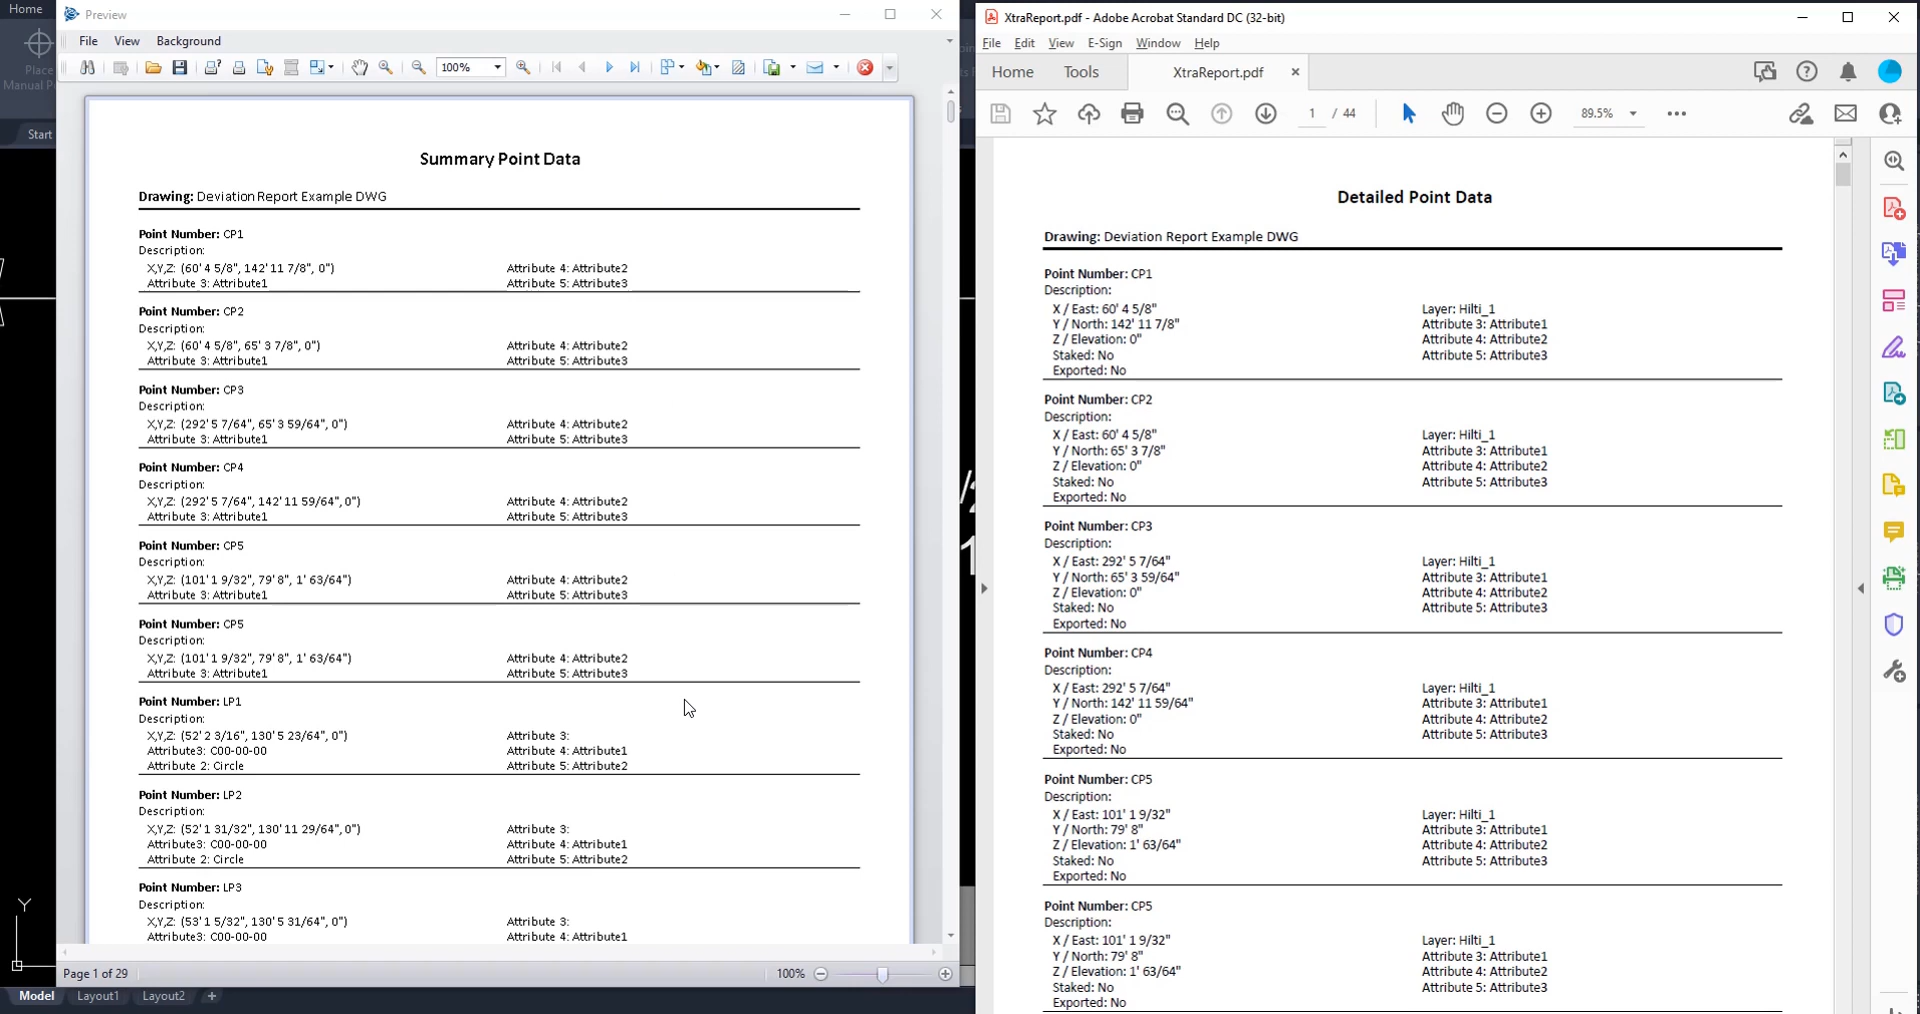 Home
Place
Manual P
Start
Preview
File View Background
100%
Summary Point Data
Drawing: Deviation Report Example DWG
Point Number: CP1
Description:
X,Y,Z: (60' 4 5/8", 142' 11 7/8", 0") Attribute 4: Attribute2
Attribute 3: Attribute1 Attribute 5: Attribute3
Point Number: CP2
Description:
X,Y,Z: (60' 4 5/8", 65' 3 7/8", 0") Attribute 4: Attribute2
Attribute 3: Attribute1 Attribute 5: Attribute3
Point Number: CP3
Description:
X,Y,Z: (292' 5 7/64", 65' 3 59/64", 0") Attribute 4: Attribute2
Attribute 3: Attribute1 Attribute 5: Attribute3
Point Number: CP4
Description:
X,Y,Z: (292' 5 7/64", 142' 11 59/64", 0") Attribute 4: Attribute2
Attribute 3: Attribute1 Attribute 5: Attribute3
Point Number: CP5
Description:
X,Y,Z: (101' 1 9/32", 79' 8", 1' 63/64") Attribute 4: Attribute2
Attribute 3: Attribute1 Attribute 5: Attribute3
Point Number: CP5
Description:
X,Y,Z: (101' 1 9/32", 79' 8", 1' 63/64") Attribute 4: Attribute2
Attribute 3: Attribute1 Attribute 5: Attribute3
Point Number: LP1
Description:
X,Y,Z: (52' 2 3/16", 130' 5 23/64", 0") Attribute 3:
Attribute3: C00-00-00 Attribute 4: Attribute1
Attribute 2: Circle Attribute 5: Attribute2
Point Number: LP2
Description:
X,Y,Z: (52' 1 31/32", 130' 11 29/64", 0") Attribute 3:
Attribute3: C00-00-00 Attribute 4: Attribute1
Attribute 2: Circle Attribute 5: Attribute2
Point Number: LP3
Description:
X,Y,Z: (53' 1 5/32", 130' 5 31/64", 0") Attribute 3:
Attribute3: C00-00-00 Attribute 4: Attribute1
Page 1 of 29 100%
Y
Model Layout1 Layout2 +
XtraReport.pdf - Adobe Acrobat Standard DC (32-bit)
File Edit View E-Sign Window Help
Home Tools XtraReport.pdf
1 / 44 89.5%
Detailed Point Data
Drawing: Deviation Report Example DWG
Point Number: CP1
Description:
X / East: 60' 4 5/8" Layer: Hilti_1
Y / North: 142' 11 7/8" Attribute 3: Attribute1
Z / Elevation: 0" Attribute 4: Attribute2
Staked: No Attribute 5: Attribute3
Exported: No
Point Number: CP2
Description:
X / East: 60' 4 5/8" Layer: Hilti_1
Y / North: 65' 3 7/8" Attribute 3: Attribute1
Z / Elevation: 0" Attribute 4: Attribute2
Staked: No Attribute 5: Attribute3
Exported: No
Point Number: CP3
Description:
X / East: 292' 5 7/64" Layer: Hilti_1
Y / North: 65' 3 59/64" Attribute 3: Attribute1
Z / Elevation: 0" Attribute 4: Attribute2
Staked: No Attribute 5: Attribute3
Exported: No
Point Number: CP4
Description:
X / East: 292' 5 7/64" Layer: Hilti_1
Y / North: 142' 11 59/64" Attribute 3: Attribute1
Z / Elevation: 0" Attribute 4: Attribute2
Staked: No Attribute 5: Attribute3
Exported: No
Point Number: CP5
Description:
X / East: 101' 1 9/32" Layer: Hilti_1
Y / North: 79' 8" Attribute 3: Attribute1
Z / Elevation: 1' 63/64" Attribute 4: Attribute2
Staked: No Attribute 5: Attribute3
Exported: No
Point Number: CP5
Description:
X / East: 101' 1 9/32" Layer: Hilti_1
Y / North: 79' 8" Attribute 3: Attribute1
Z / Elevation: 1' 63/64" Attribute 4: Attribute2
Staked: No Attribute 5: Attribute3
Exported: No